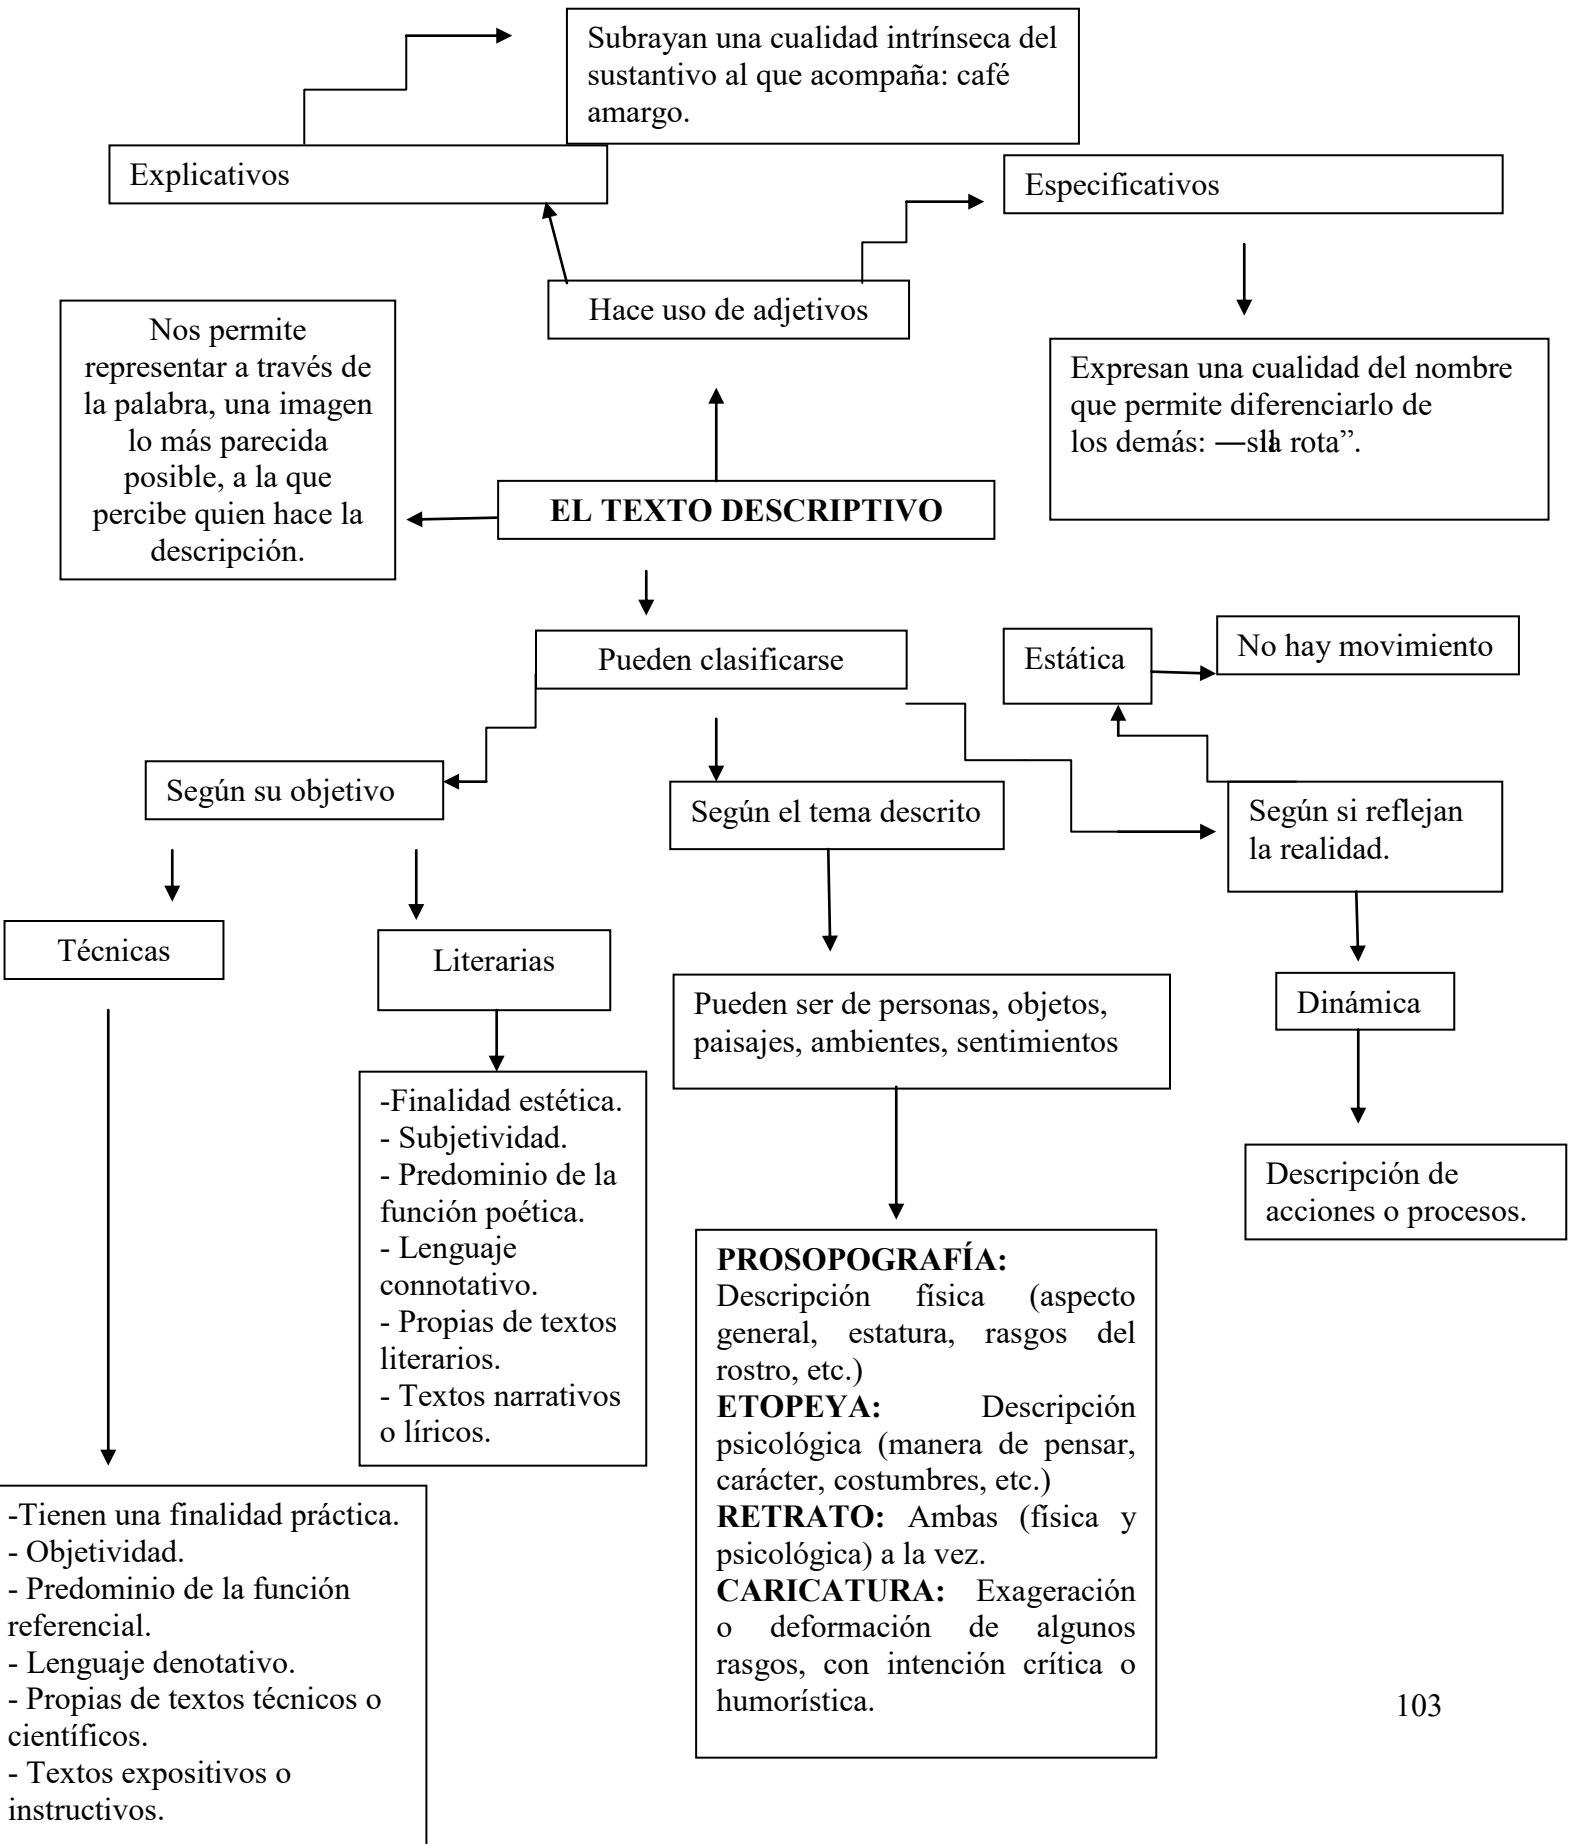 Subrayan una cualidad intrínseca del
sustantivo al que acompaña: café
amargo.
Explicativos
Especificativos
Hace uso de adjetivos
Nos permite
representar a través de
la palabra, una imagen
lo más parecida
posible, a la que
percibe quien hace la
descripción.
Expresan una cualidad del nombre
que permite diferenciarlo de
los demás: ―silla rota”.
EL TEXTO DESCRIPTIVO
Pueden clasificarse
Estática
No hay movimiento
Según su objetivo
Según el tema descrito
Según si reflejan
la realidad.
Técnicas
Literarias
Pueden ser de personas, objetos,
paisajes, ambientes, sentimientos
Dinámica
-Finalidad estética.
- Subjetividad.
- Predominio de la
función poética.
- Lenguaje
connotativo.
- Propias de textos
literarios.
- Textos narrativos
o líricos.
Descripción de
acciones o procesos.
PROSOPOGRAFÍA:
Descripción física (aspecto
general, estatura, rasgos del
rostro, etc.)
ETOPEYA: Descripción
psicológica (manera de pensar,
carácter, costumbres, etc.)
RETRATO: Ambas (física y
psicológica) a la vez.
CARICATURA: Exageración
o deformación de algunos
rasgos, con intención crítica o
humorística.
-Tienen una finalidad práctica.
- Objetividad.
- Predominio de la función
referencial.
- Lenguaje denotativo.
- Propias de textos técnicos o
científicos.
- Textos expositivos o
instructivos.
103